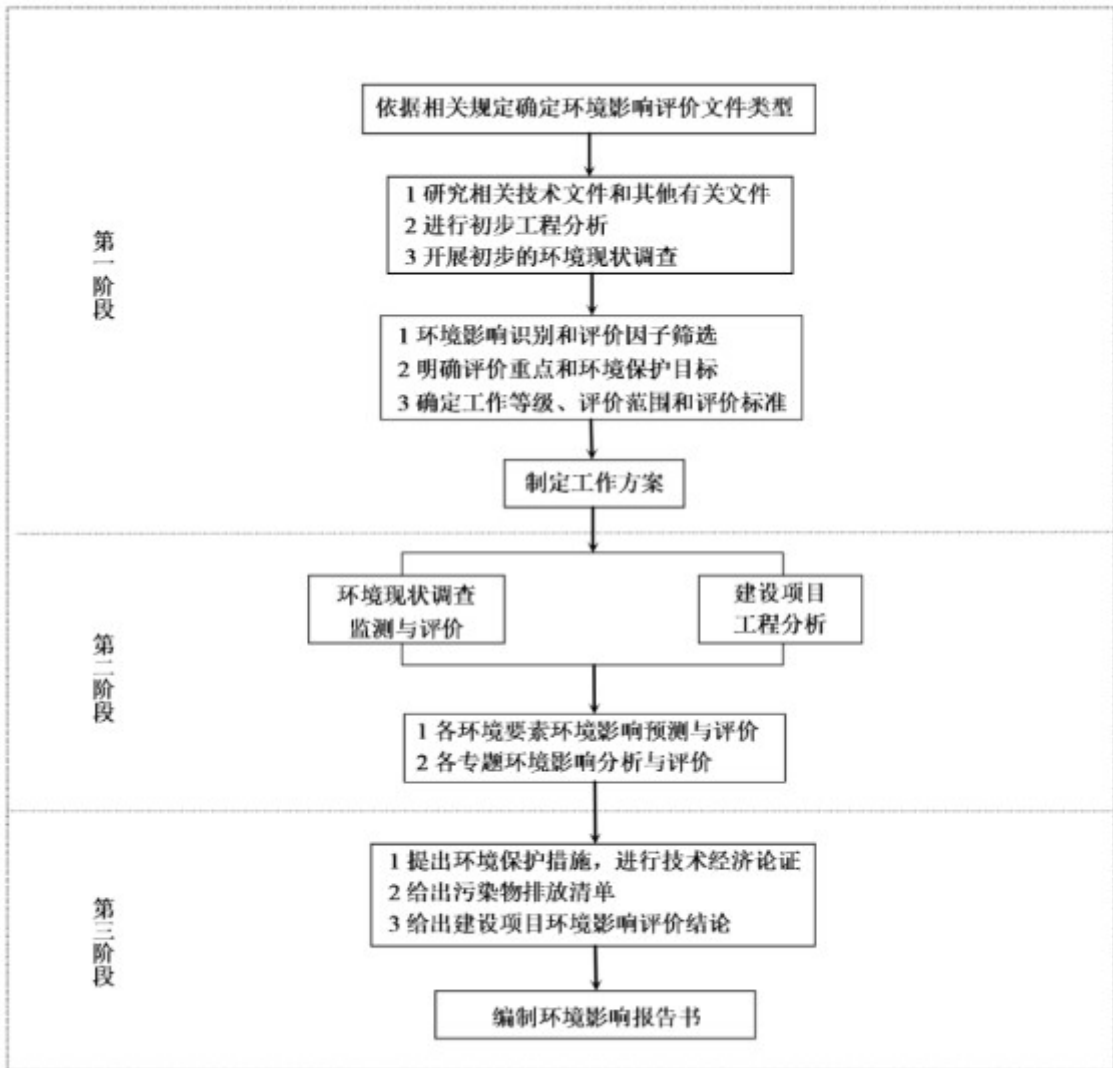 依据相关规定确定环境影响评价文件类型
第一阶段
1 研究相关技术文件和其他有关文件
2 进行初步工程分析
3 开展初步的环境现状调查
1 环境影响识别和评价因子筛选
2 明确评价重点和环境保护目标
3 确定工作等级、评价范围和评价标准
制定工作方案
第二阶段
环境现状调查
监测与评价
建设项目
工程分析
1 各环境要素环境影响预测与评价
2 各专题环境影响分析与评价
第三阶段
1 提出环境保护措施，进行技术经济论证
2 给出污染物排放清单
3 给出建设项目环境影响评价结论
编制环境影响报告书